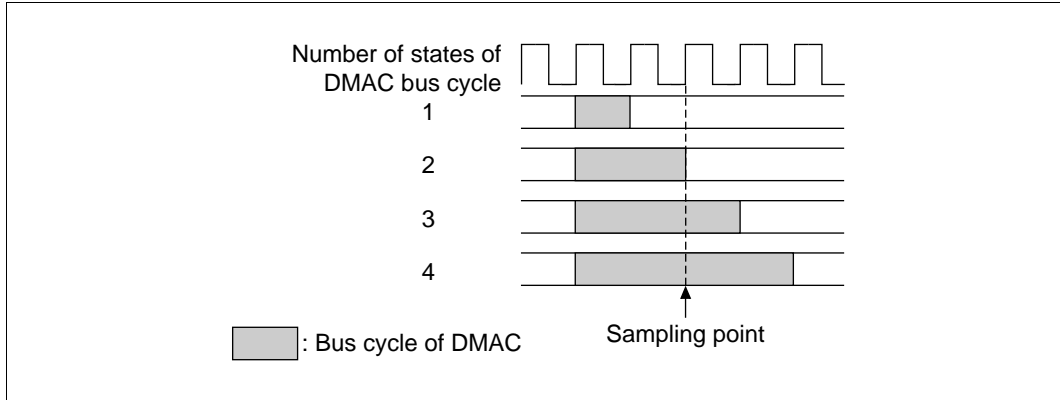 Number of states of
DMAC bus cycle
1
2
3
4
Sampling point
: Bus cycle of DMAC